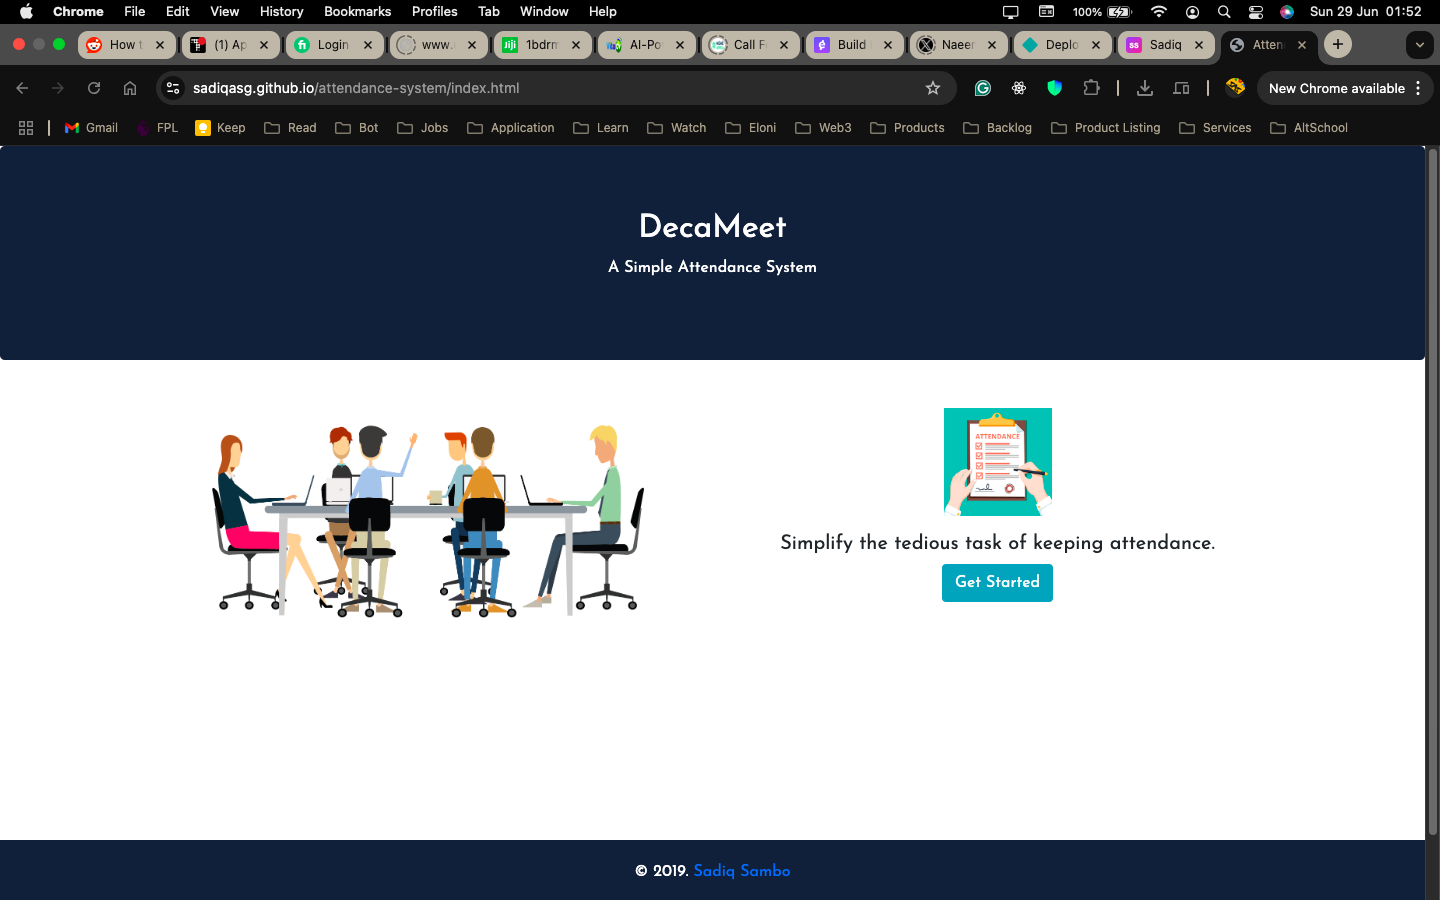 Chrome File Edit View History Bookmarks Profiles Tab Window Help 100% Sun 29 Jun 01:52
How t (1) Ap Login www. 1bdrm AI-Po Call Fo Build Naeem Deplo Sadiq Atten
sadiqasg.github.io/attendance-system/index.html New Chrome available
Gmail FPL Keep Read Bot Jobs Application Learn Watch Eloni Web3 Products Backlog Product Listing Services AltSchool
DecaMeet
A Simple Attendance System
ATTENDANCE
Simplify the tedious task of keeping attendance.
Get Started
© 2019. Sadiq Sambo